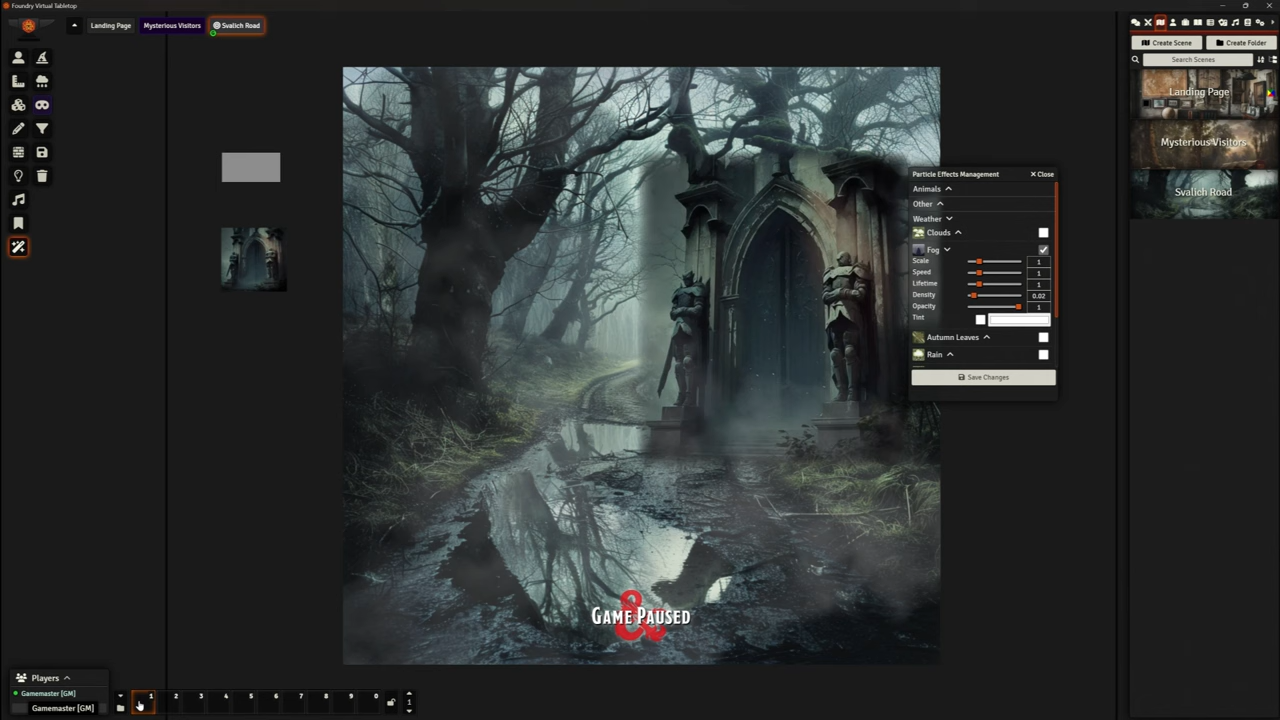 Foundry Virtual Tabletop
Landing Page
Mysterious Visitors
Svalich Road
G
Create Scene
Create Folder
Search Scenes
Landing Page
Mysterious Visitors
Svalich Road
Particle Effects Management
Close
Animals
Other
Weather
Clouds
Fog
Scale
1
Speed
1
Lifetime
1
Density
0.02
Opacity
1
Tint
Autumn Leaves
Rain
Save Changes
Game Paused
Players
Gamemaster [GM]
Gamemaster [GM]
1 2 3 4 5 6 7 8 9 0
1